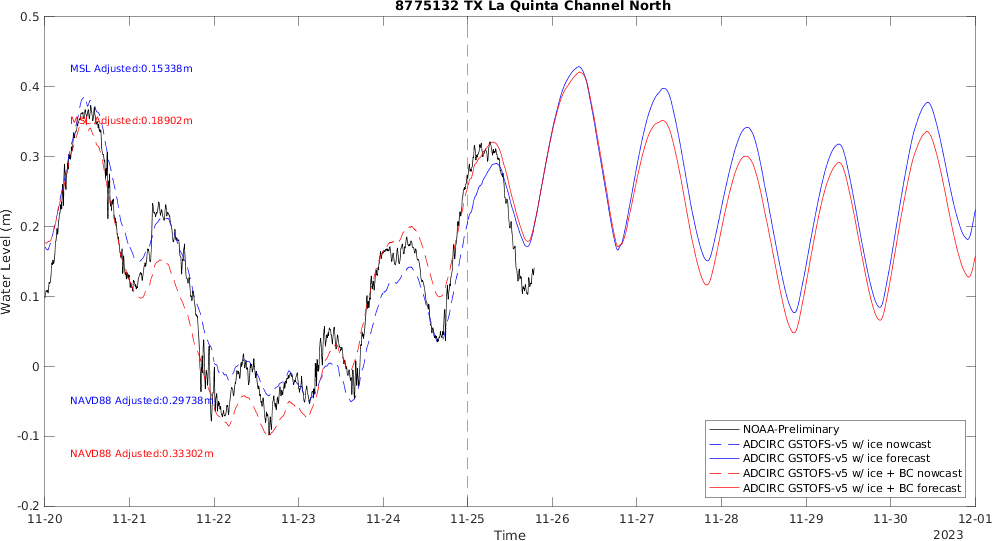 8775132 TX La Quinta Channel North
0.5
0.4
0.3
0.2
0.1
0
-0.1
-0.2
Water Level (m)
MSL Adjusted:0.15338m
MSL Adjusted:0.18902m
NAVD88 Adjusted:0.29738m
NAVD88 Adjusted:0.33302m
NOAA-Preliminary
ADCIRC GSTOFS-v5 w/ ice nowcast
ADCIRC GSTOFS-v5 w/ ice forecast
ADCIRC GSTOFS-v5 w/ ice + BC nowcast
ADCIRC GSTOFS-v5 w/ ice + BC forecast
11-20 11-21 11-22 11-23 11-24 11-25 11-26 11-27 11-28 11-29 11-30 12-01
Time
2023